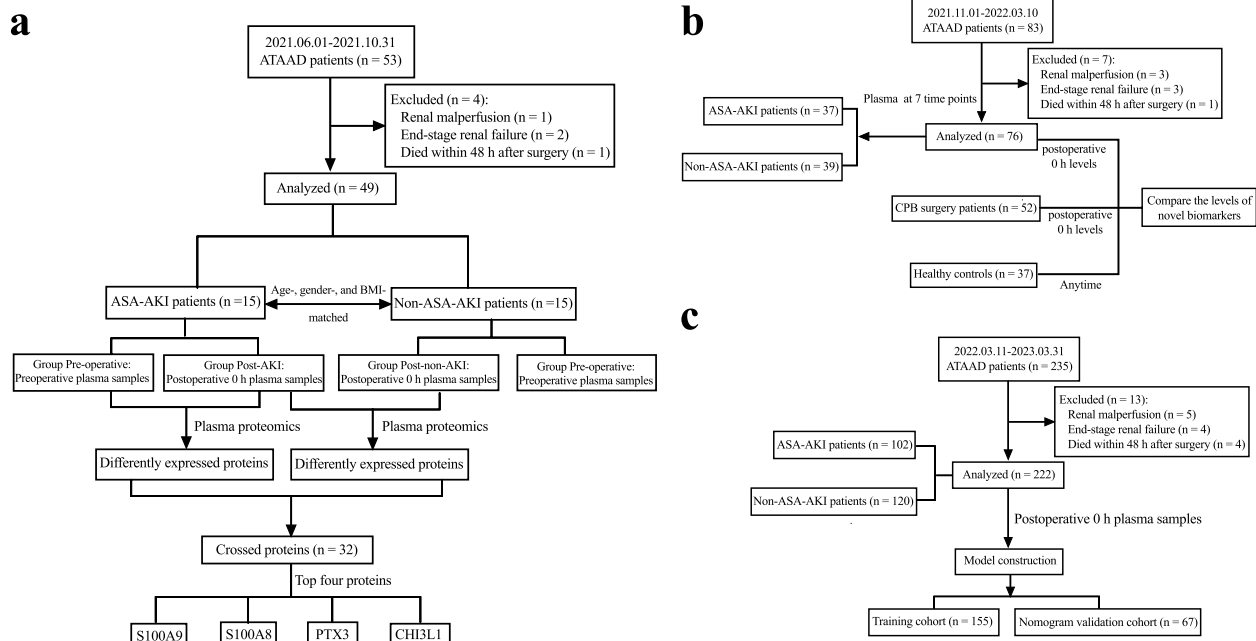 a
2021.06.01-2021.10.31
ATAAD patients (n = 53)
Excluded (n = 4):
Renal malperfusion (n = 1)
End-stage renal failure (n = 2)
Died within 48 h after surgery (n = 1)
Analyzed (n = 49)
ASA-AKI patients (n =15)
Age-, gender-, and BMI-
matched
Non-ASA-AKI patients (n =15)
Group Pre-operative:
Preoperative plasma samples
Group Post-AKI:
Postoperative 0 h plasma samples
Group Post-non-AKI:
Postoperative 0 h plasma samples
Group Pre-operative:
Preoperative plasma samples
Plasma proteomics
Plasma proteomics
Differently expressed proteins
Differently expressed proteins
Crossed proteins (n = 32)
Top four proteins
S100A9
S100A8
PTX3
CHI3L1
b
2021.11.01-2022.03.10
ATAAD patients (n = 83)
Excluded (n = 7):
Renal malperfusion (n = 3)
End-stage renal failure (n = 3)
Died within 48 h after surgery (n = 1)
Plasma at 7 time points
ASA-AKI patients (n = 37)
Non-ASA-AKI patients (n = 39)
Analyzed (n = 76)
postoperative
0 h levels
CPB surgery patients (n = 52)
postoperative
0 h levels
Compare the levels of
novel biomarkers
Healthy controls (n = 37)
Anytime
c
2022.03.11-2023.03.31
ATAAD patients (n = 235)
Excluded (n = 13):
Renal malperfusion (n = 5)
End-stage renal failure (n = 4)
Died within 48 h after surgery (n = 4)
ASA-AKI patients (n = 102)
Non-ASA-AKI patients (n = 120)
Analyzed (n = 222)
Postoperative 0 h plasma samples
Model construction
Training cohort (n = 155)
Nomogram validation cohort (n = 67)